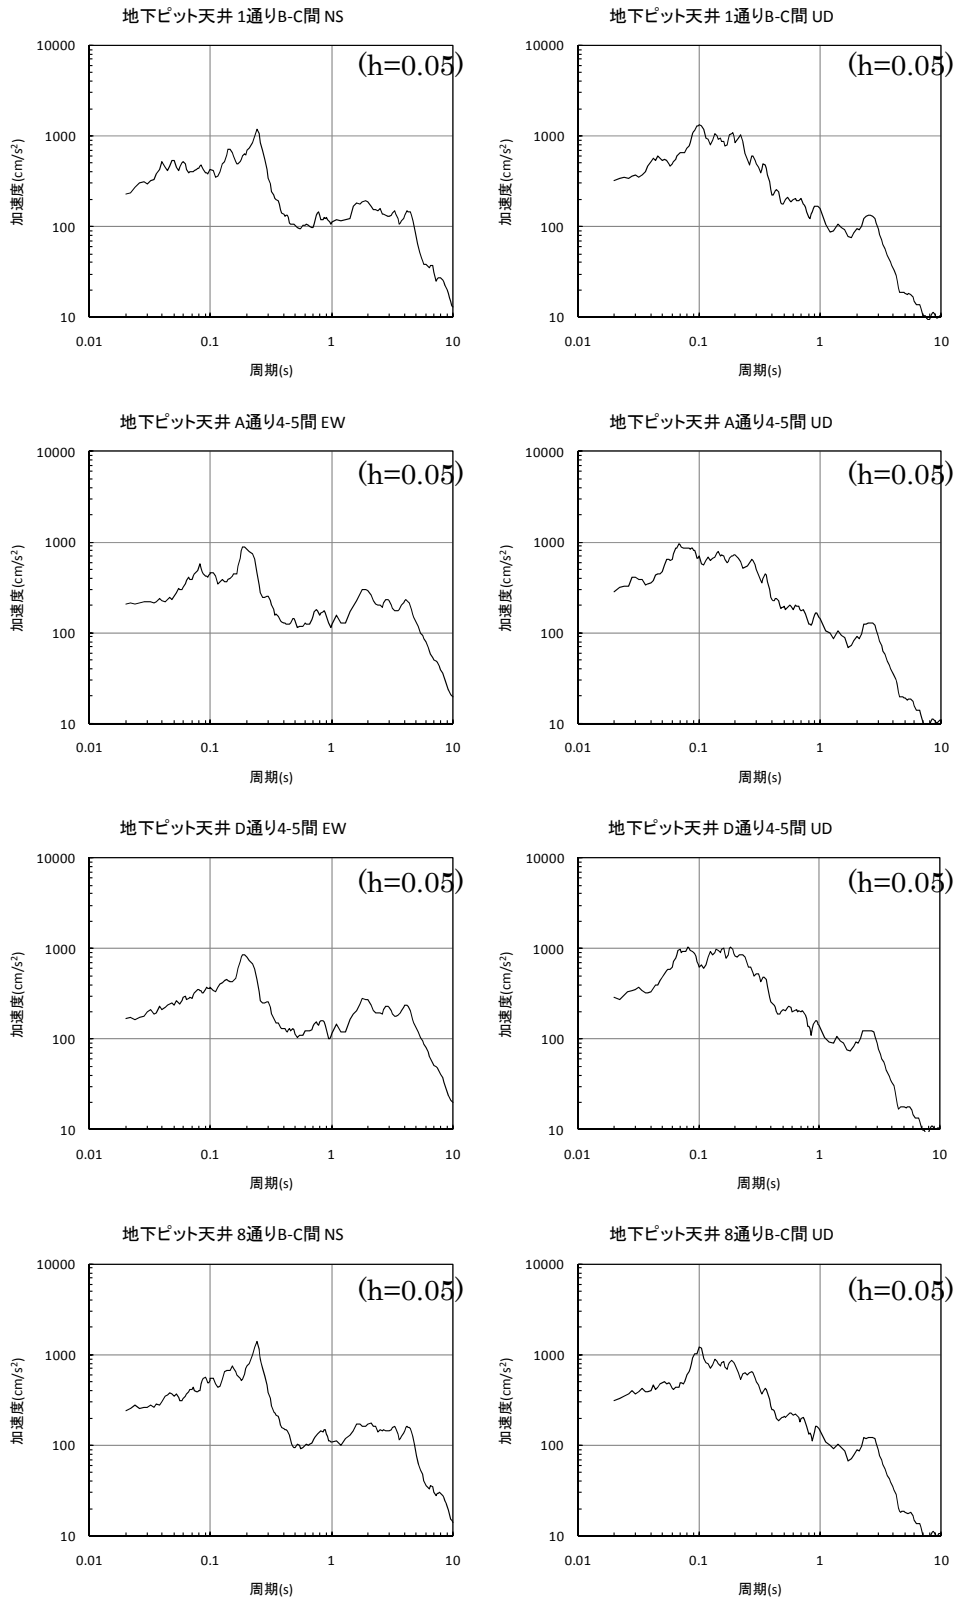 地下ピット天井 1通りB-C間 NS
(h=0.05)
10000
1000
100
10
加速度(cm/s²)
0.01 0.1 1 10
周期(s)
地下ピット天井 1通りB-C間 UD
(h=0.05)
10000
1000
100
10
加速度(cm/s²)
0.01 0.1 1 10
周期(s)
地下ピット天井 A通り4-5間 EW
(h=0.05)
10000
1000
100
10
加速度(cm/s²)
0.01 0.1 1 10
周期(s)
地下ピット天井 A通り4-5間 UD
(h=0.05)
10000
1000
100
10
加速度(cm/s²)
0.01 0.1 1 10
周期(s)
地下ピット天井 D通り4-5間 EW
(h=0.05)
10000
1000
100
10
加速度(cm/s²)
0.01 0.1 1 10
周期(s)
地下ピット天井 D通り4-5間 UD
(h=0.05)
10000
1000
100
10
加速度(cm/s²)
0.01 0.1 1 10
周期(s)
地下ピット天井 8通りB-C間 NS
(h=0.05)
10000
1000
100
10
加速度(cm/s²)
0.01 0.1 1 10
周期(s)
地下ピット天井 8通りB-C間 UD
(h=0.05)
10000
1000
100
10
加速度(cm/s²)
0.01 0.1 1 10
周期(s)